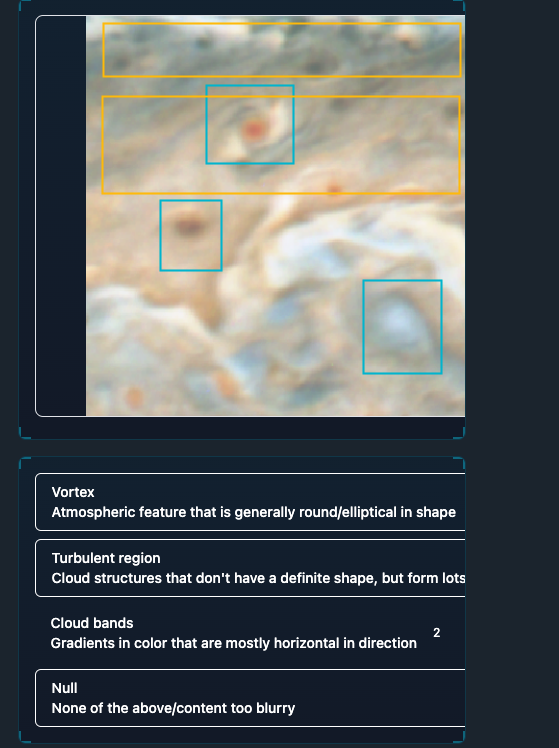 Vortex
Atmospheric feature that is generally round/elliptical in shape
Turbulent region
Cloud structures that don't have a definite shape, but form lots
Cloud bands
Gradients in color that are mostly horizontal in direction
2
Null
None of the above/content too blurry